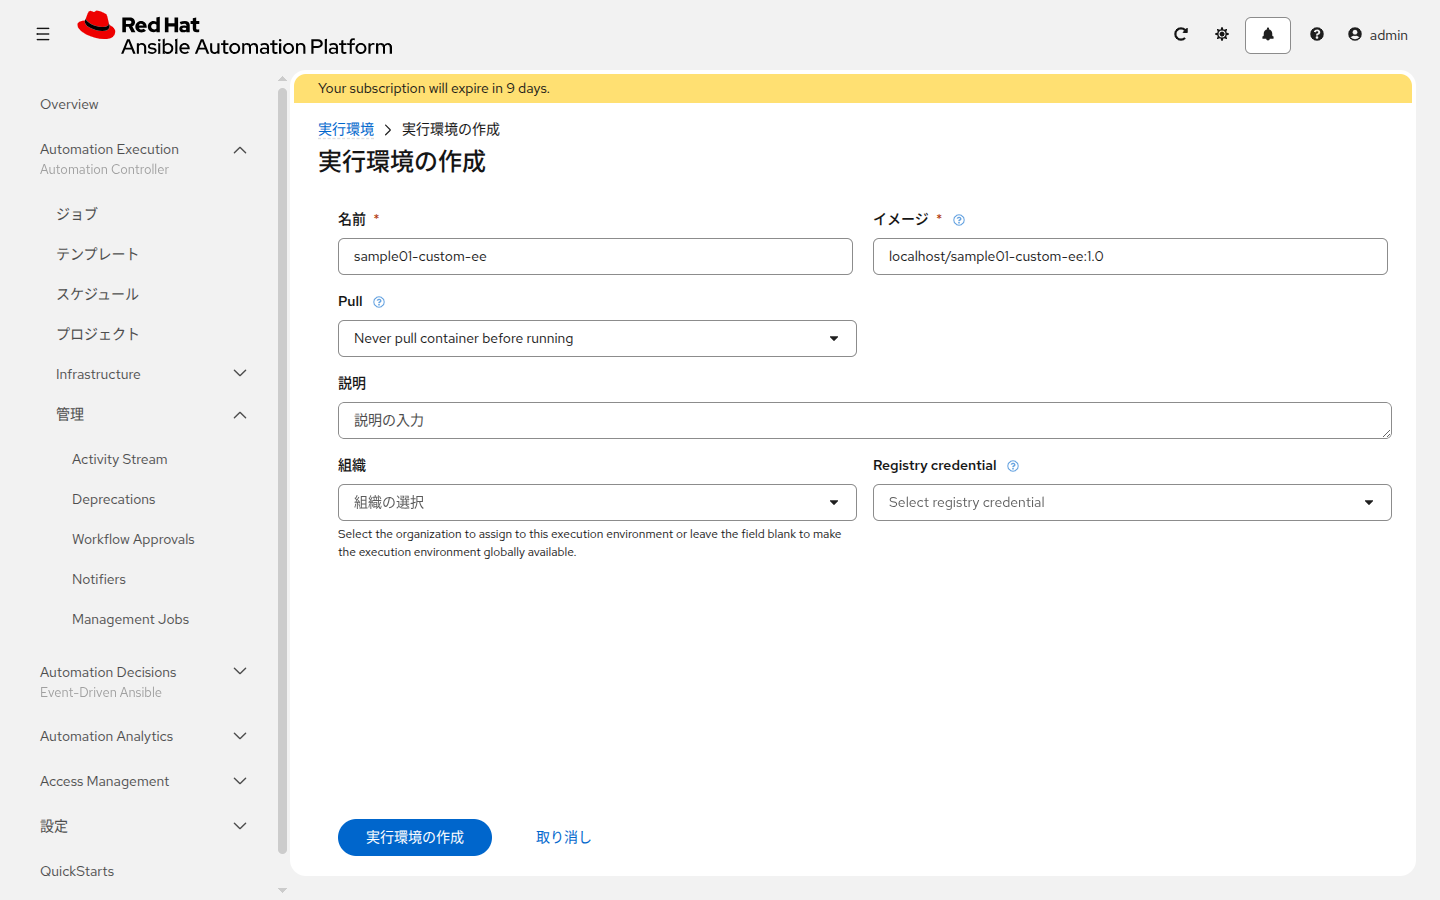 Red Hat
Ansible Automation Platform
admin
Overview
Automation Execution
Automation Controller
ジョブ
テンプレート
スケジュール
プロジェクト
Infrastructure
管理
Activity Stream
Deprecations
Workflow Approvals
Notifiers
Management Jobs
Automation Decisions
Event-Driven Ansible
Automation Analytics
Access Management
設定
QuickStarts
Your subscription will expire in 9 days.
実行環境 > 実行環境の作成
実行環境の作成
名前 *
sample01-custom-ee
イメージ *
localhost/sample01-custom-ee:1.0
Pull
Never pull container before running
説明
説明の入力
組織
組織の選択
Select the organization to assign to this execution environment or leave the field blank to make
the execution environment globally available.
Registry credential
Select registry credential
実行環境の作成
取り消し